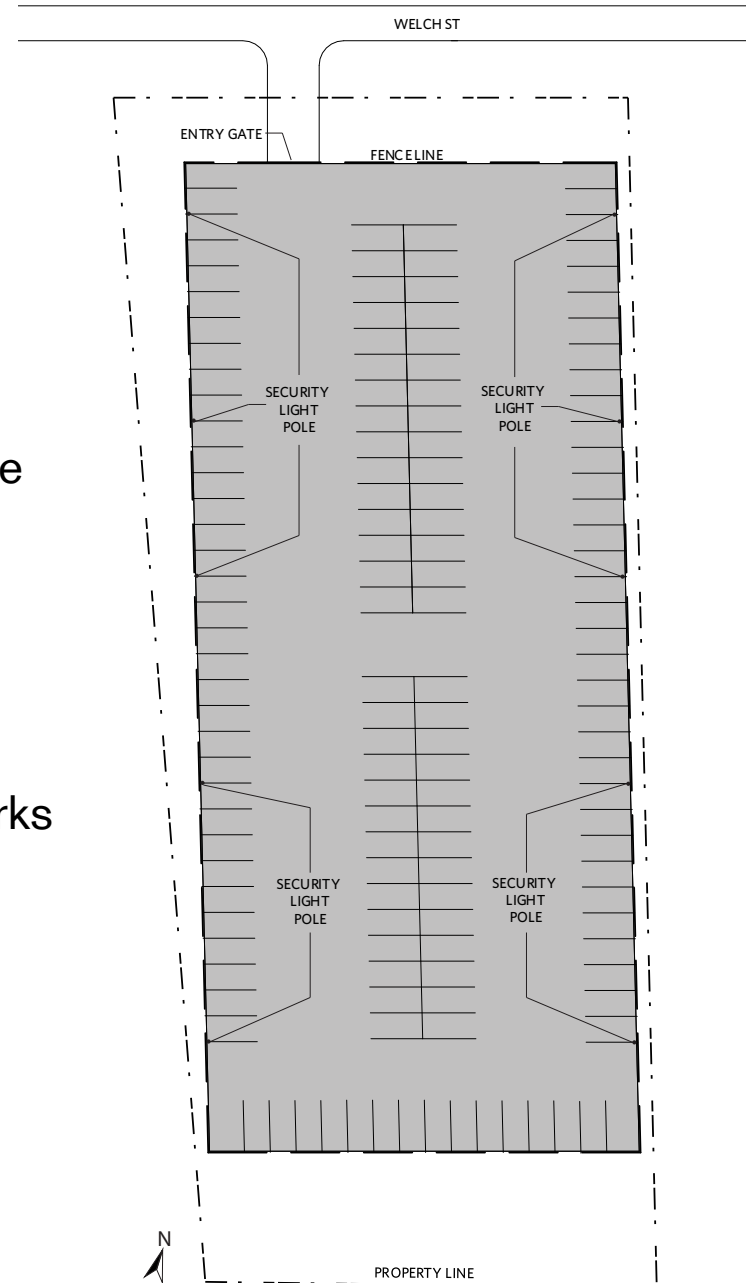 WELCH ST
ENTRY GATE
FENCE LINE
SECURITY
LIGHT
POLE
SECURITY
LIGHT
POLE
e
rks
SECURITY
LIGHT
POLE
SECURITY
LIGHT
POLE
N
PROPERTY LINE